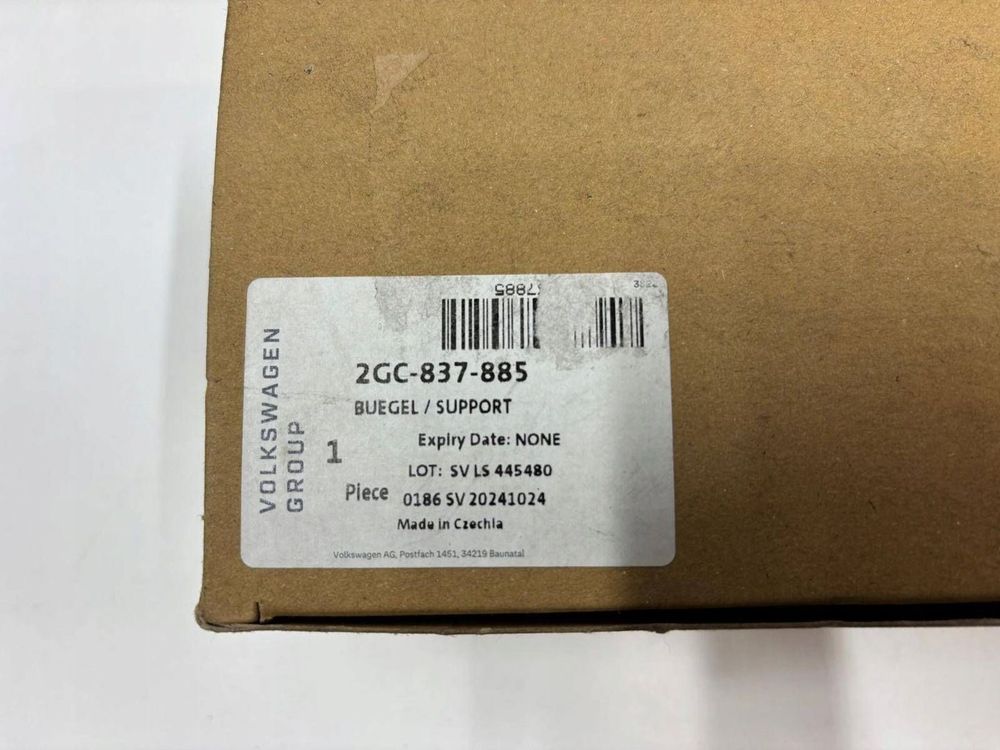 7885
VOLKSWAGEN
GROUP
2GC-837-885
BUEGEL / SUPPORT
1
Piece
Expiry Date: NONE
LOT: SV LS 445480
0186 SV 20241024
Made in Czechia
Volkswagen AG, Postfach 1451, 34219 Baunatal